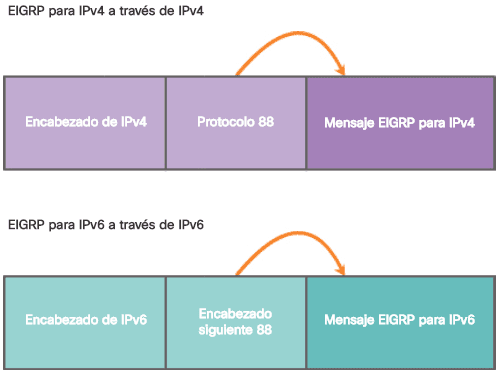 EIGRP para IPv4 a través de IPv4
Encabezado de IPv4
Protocolo 88
Mensaje EIGRP para IPv4
EIGRP para IPv6 a través de IPv6
Encabezado de IPv6
Encabezado
siguiente 88
Mensaje EIGRP para IPv6